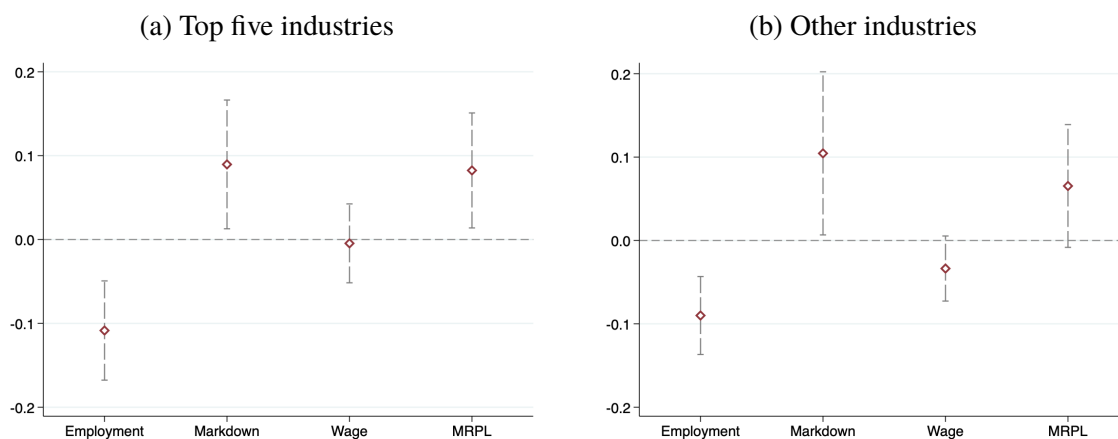 (a) Top five industries
0.2
0.1
0.0
-0.1
-0.2
Employment Markdown Wage MRPL
(b) Other industries
0.2
0.1
0.0
-0.1
-0.2
Employment Markdown Wage MRPL